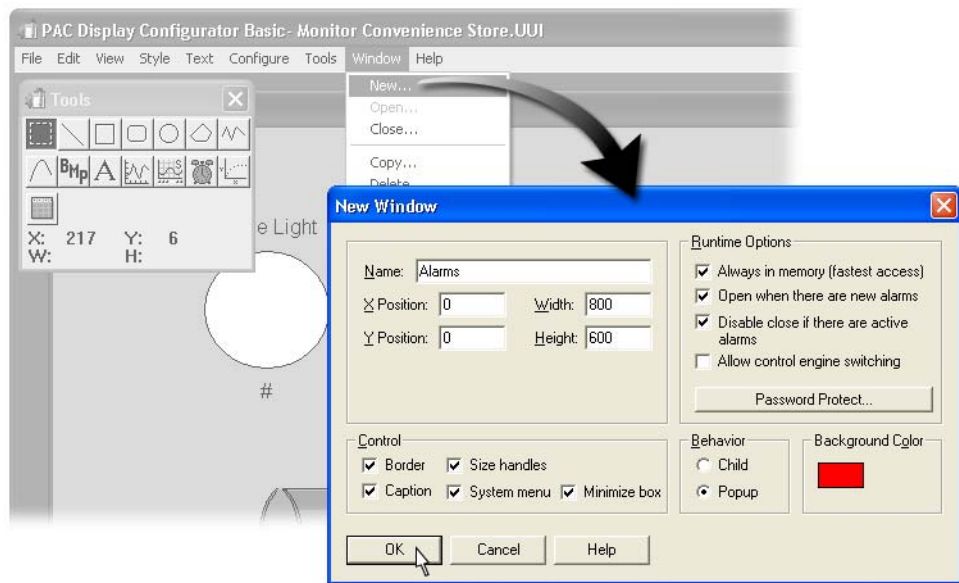 PAC Display Configurator Basic- Monitor Convenience Store.UUI
File Edit View Style Text Configure Tools Window Help
Tools
New...
Open...
Close...
Copy...
Delete
BMp A
X: 217 Y: 6
W: H:
e Light
#
New Window
Name: Alarms
X Position: 0 Width: 800
Y Position: 0 Height: 600
Runtime Options
Always in memory (fastest access)
Open when there are new alarms
Disable close if there are active
alarms
Allow control engine switching
Password Protect...
Control
Border Size handles
Caption System menu Minimize box
Behavior
Child
Popup
Background Color
OK Cancel Help